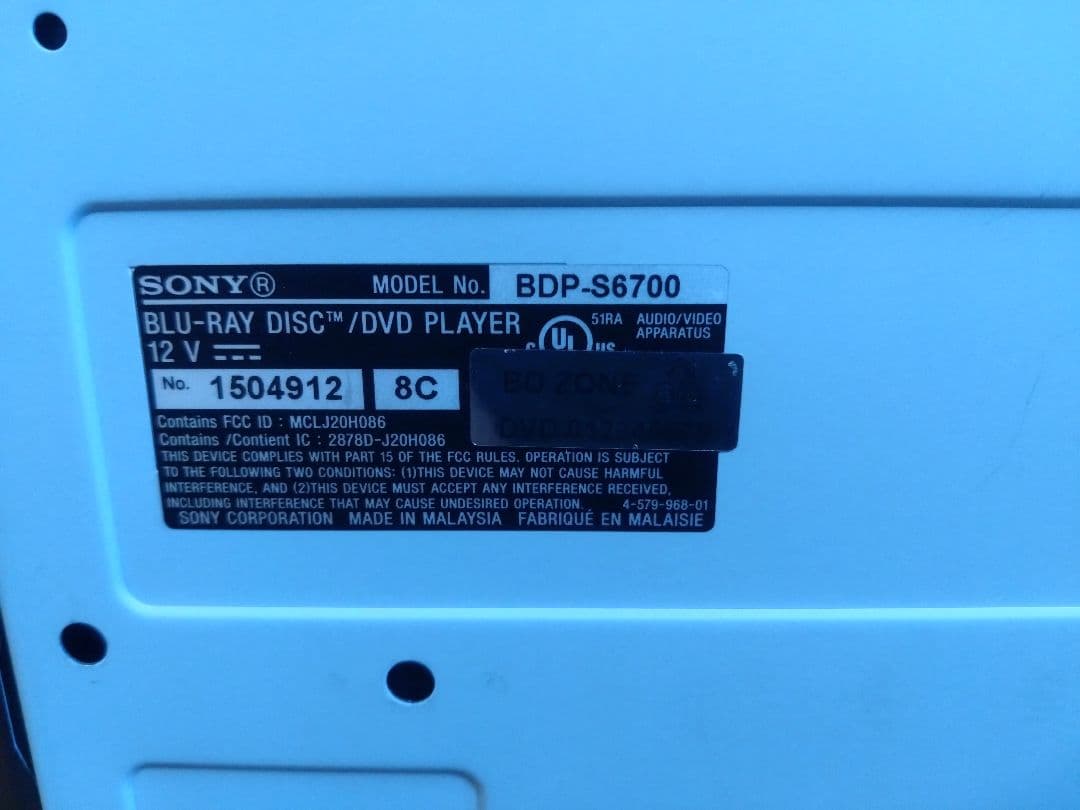 SONY® MODEL No. BDP-S6700
BLU-RAY DISC™/DVD PLAYER
12 V
C UL US 51RA AUDIO/VIDEO
APPARATUS
No. 1504912 8C
BD ZONE
Contains FCC ID : MCLJ20H086
Contains /Contient IC : 2878D-J20H086
THIS DEVICE COMPLIES WITH PART 15 OF THE FCC RULES. OPERATION IS SUBJECT
TO THE FOLLOWING TWO CONDITIONS: (1)THIS DEVICE MAY NOT CAUSE HARMFUL
INTERFERENCE, AND (2)THIS DEVICE MUST ACCEPT ANY INTERFERENCE RECEIVED,
INCLUDING INTERFERENCE THAT MAY CAUSE UNDESIRED OPERATION. 4-579-968-01
SONY CORPORATION MADE IN MALAYSIA FABRIQUÉ EN MALAISIE